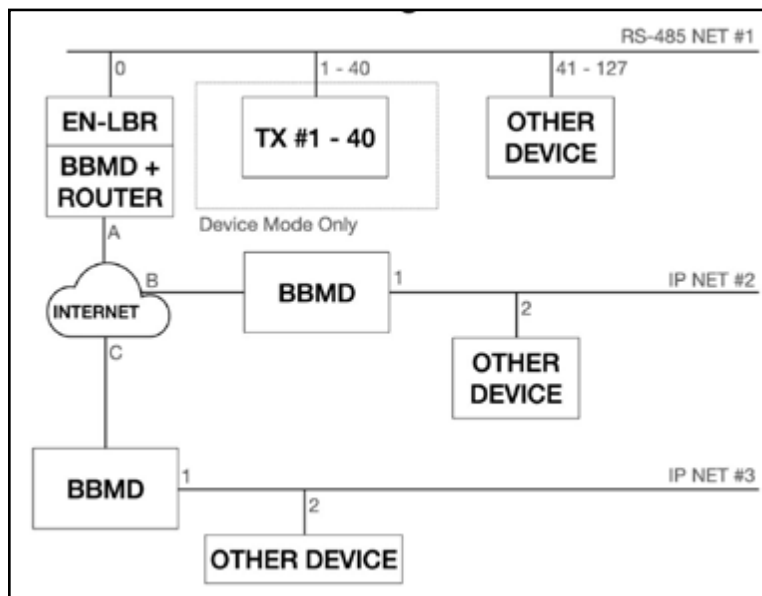 RS-485 NET #1
0
1 - 40
41 - 127
EN-LBR
BBMD +
ROUTER
TX #1 - 40
OTHER
DEVICE
Device Mode Only
A
INTERNET
B
BBMD
1
IP NET #2
2
OTHER
DEVICE
C
BBMD
1
IP NET #3
2
OTHER DEVICE